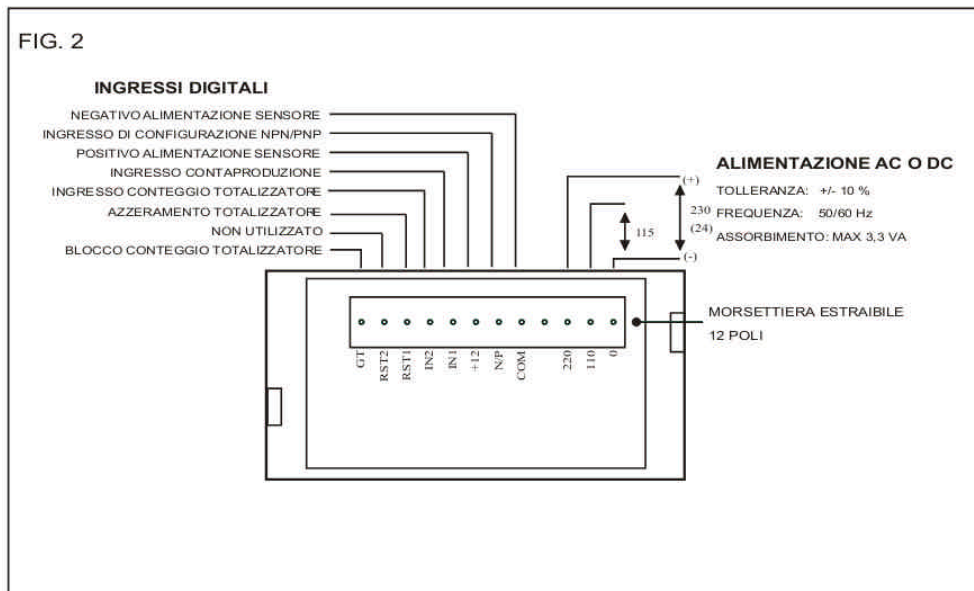 FIG. 2
INGRESSI DIGITALI
NEGATIVO ALIMENTAZIONE SENSORE
INGRESSO DI CONFIGURAZIONE NPN/PNP
POSITIVO ALIMENTAZIONE SENSORE
INGRESSO CONTAPRODUZIONE
INGRESSO CONTEGGIO TOTALIZZATORE
AZZERAMENTO TOTALIZZATORE
NON UTILIZZATO
BLOCCO CONTEGGIO TOTALIZZATORE
ALIMENTAZIONE AC O DC
TOLLERANZA: +/- 10 %
FREQUENZA: 50/60 Hz
ASSORBIMENTO: MAX 3,3 VA
(+)
230
(24)
115
(-)
MORSETTIERA ESTRAIBILE
12 POLI
GT
RST2
RST1
IN2
IN1
+12
N/P
COM
220
110
0